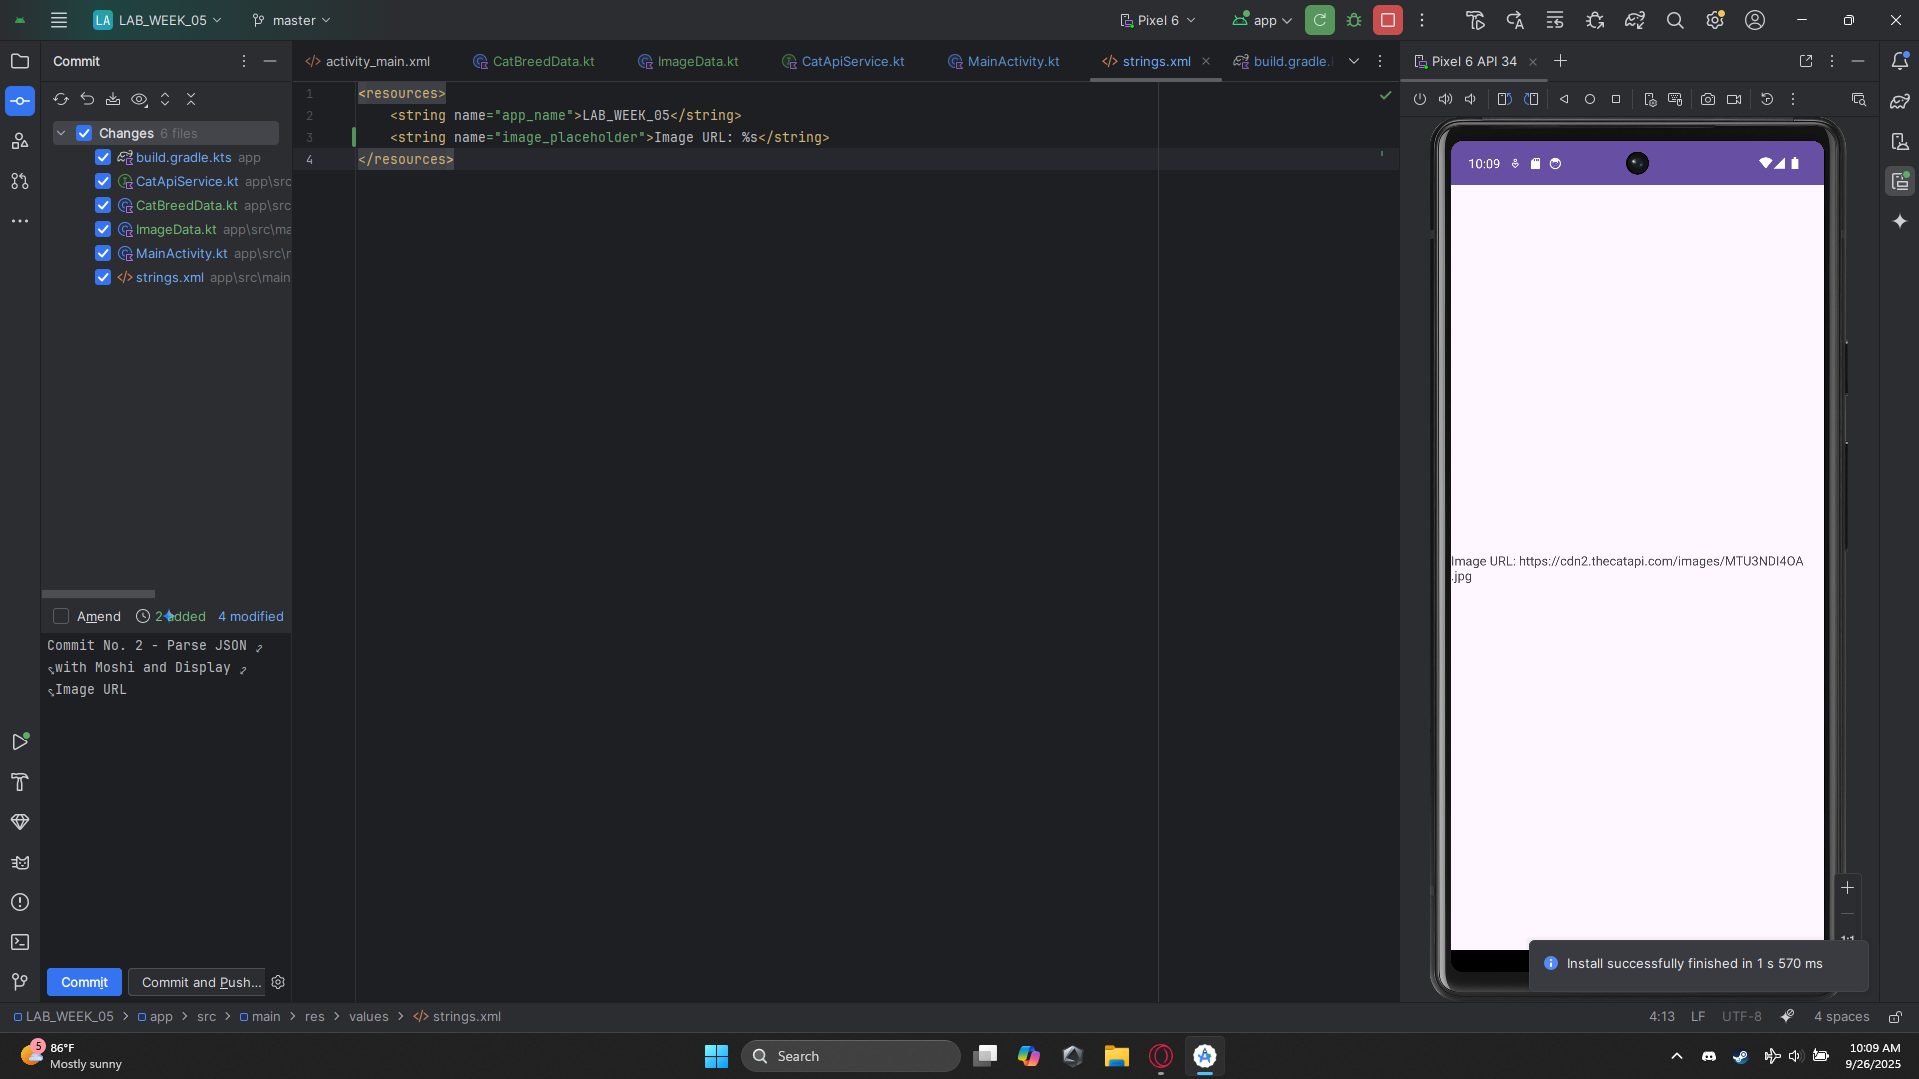 LA LAB_WEEK_05 master
Pixel 6 app
Commit
activity_main.xml CatBreedData.kt ImageData.kt CatApiService.kt MainActivity.kt strings.xml build.gradle.
Pixel 6 API 34
Changes 6 files
build.gradle.kts app
CatApiService.kt app\src
CatBreedData.kt app\src
ImageData.kt app\src\ma
MainActivity.kt app\src\r
strings.xml app\src\main
1 <resources>
2 <string name="app_name">LAB_WEEK_05</string>
3 <string name="image_placeholder">Image URL: %s</string>
4 </resources>
10:09
Image URL: https://cdn2.thecatapi.com/images/MTU3NDI4OA
.jpg
Amend 2 added 4 modified
Commit No. 2 - Parse JSON
with Moshi and Display
Image URL
Commit Commit and Push...
1:1
Install successfully finished in 1 s 570 ms
LAB_WEEK_05 > app > src > main > res > values > strings.xml
4:13 LF UTF-8 4 spaces
5
86°F
Mostly sunny
Search
10:09 AM
9/26/2025